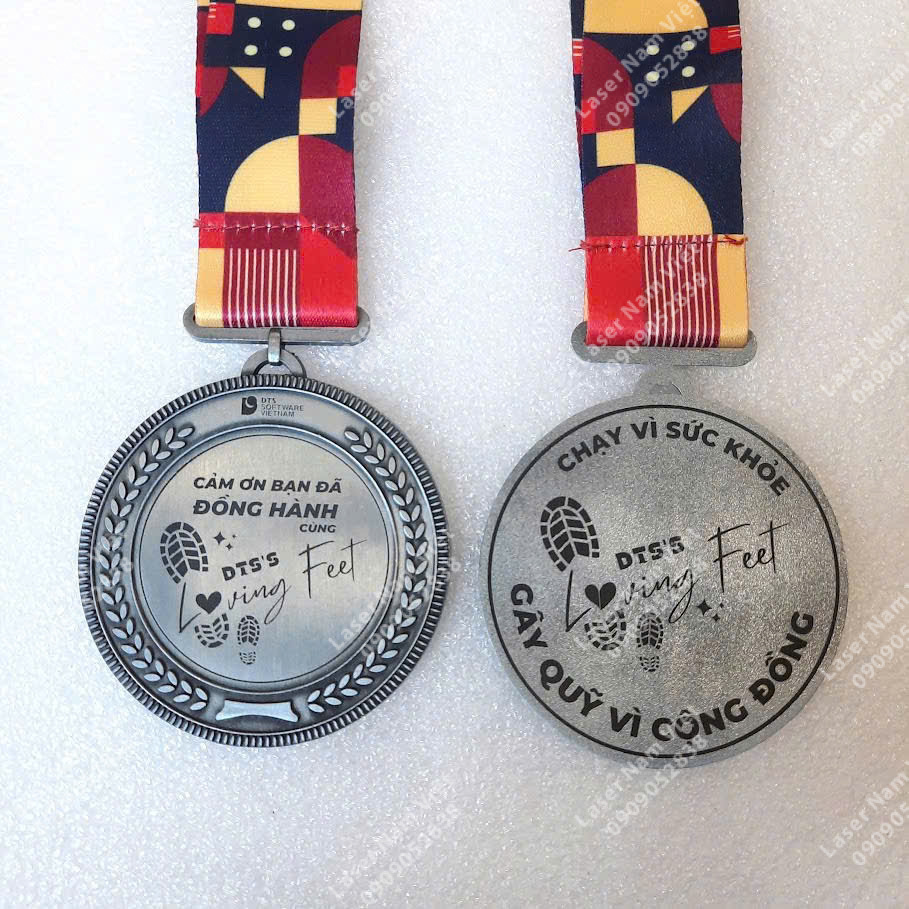 DTS
SOFTWARE
VIETNAM
CẢM ƠN BẠN ĐÃ
ĐỒNG HÀNH
CÙNG
DTS'S
Loving Feet
CHẠY VÌ SỨC KHỎE
DTS'S
Loving Feet
GÂY QUỸ VÌ CỘNG ĐỒNG
Laser Nam Việt
0909052838